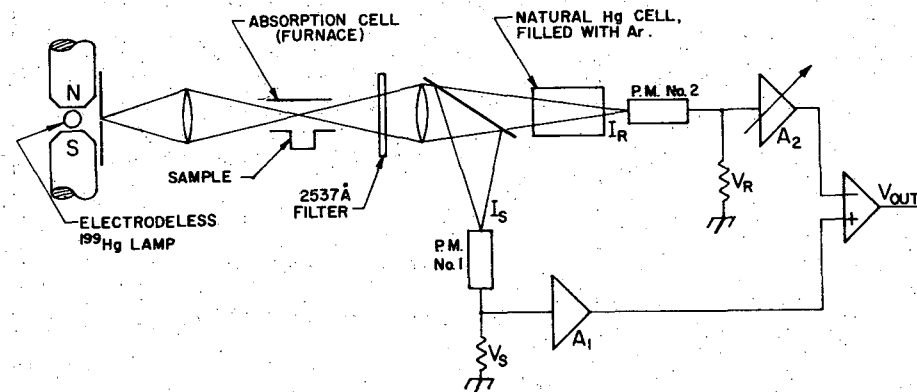 ABSORPTION CELL
(FURNACE)
NATURAL Hg CELL,
FILLED WITH Ar.
N
S
P.M. No.2
I_R
A_2
V_R
SAMPLE
2537Å
FILTER
I_S
V_OUT
ELECTRODELESS
¹⁹⁹Hg LAMP
P.M.
No.1
A_1
V_S
−
+